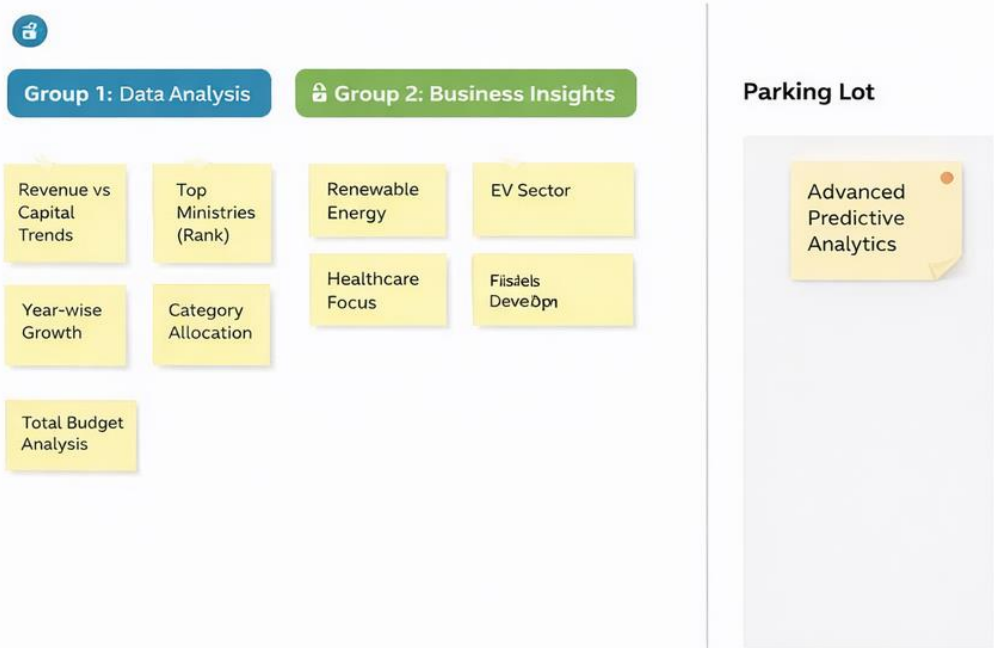 Group 1: Data Analysis
Group 2: Business Insights
Parking Lot
Revenue vs
Capital
Trends
Top
Ministries
(Rank)
Year-wise
Growth
Category
Allocation
Total Budget
Analysis
Renewable
Energy
EV Sector
Healthcare
Focus
Advanced
Predictive
Analytics